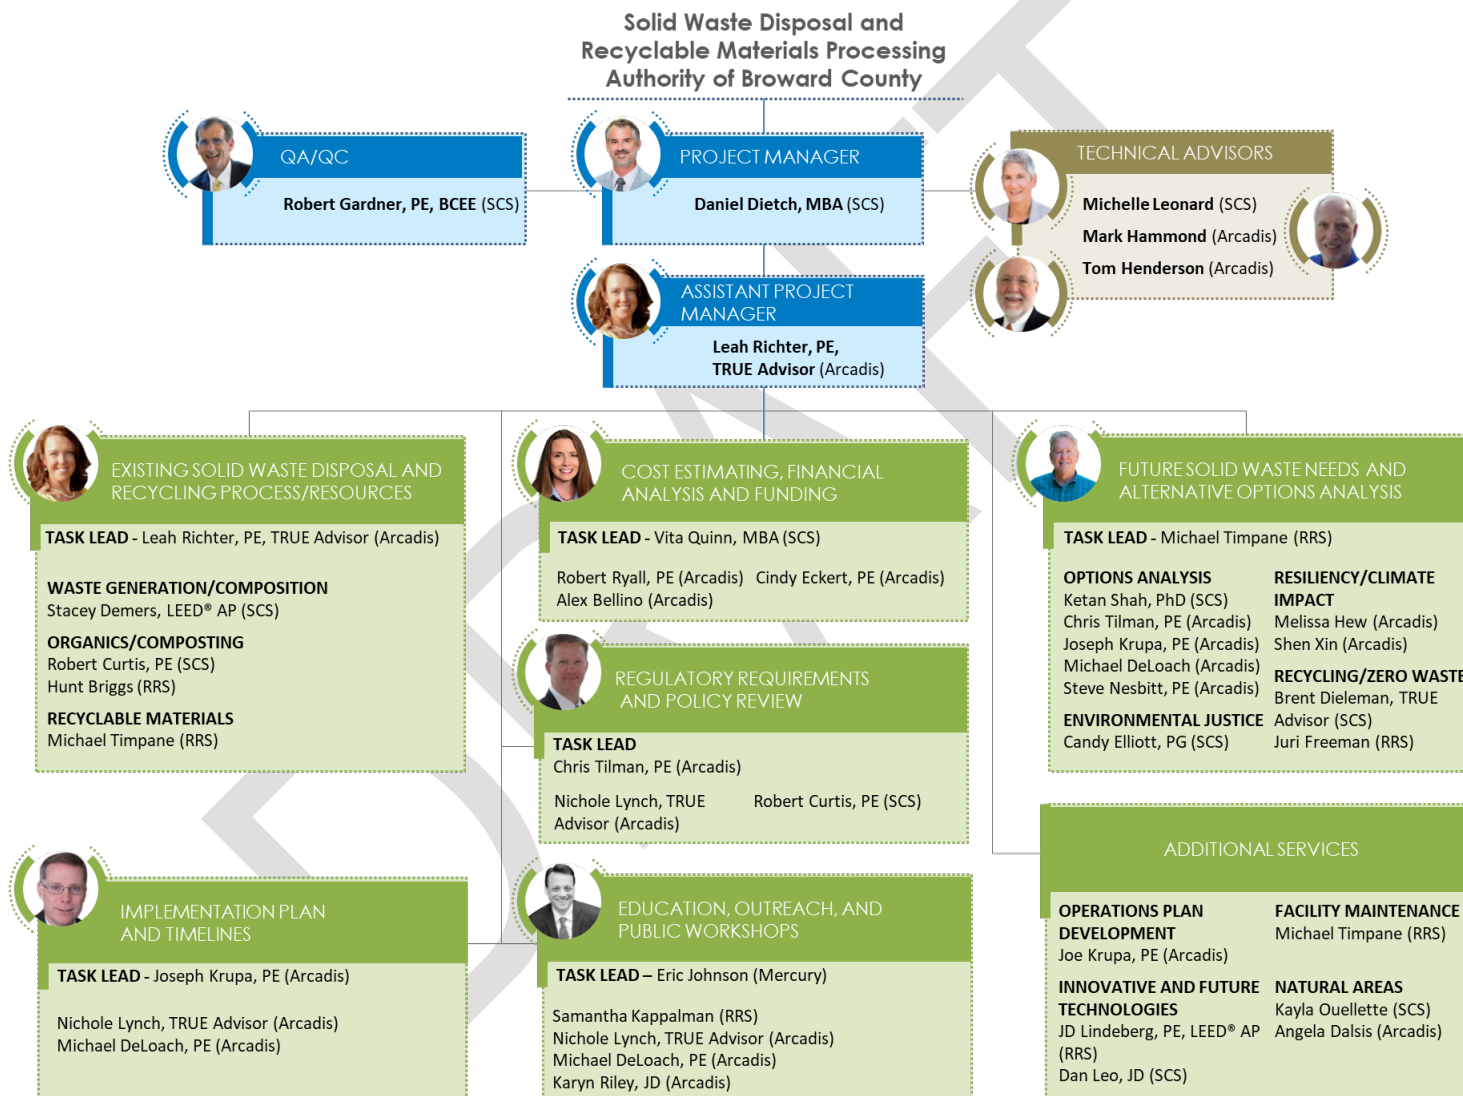 Solid Waste Disposal and
Recyclable Materials Processing
Authority of Broward County
QA/QC
Robert Gardner, PE, BCEE (SCS)
PROJECT MANAGER
Daniel Dietch, MBA (SCS)
TECHNICAL ADVISORS
Michelle Leonard (SCS)
Mark Hammond (Arcadis)
Tom Henderson (Arcadis)
ASSISTANT PROJECT
MANAGER
Leah Richter, PE,
TRUE Advisor (Arcadis)
EXISTING SOLID WASTE DISPOSAL AND
RECYCLING PROCESS/RESOURCES
TASK LEAD - Leah Richter, PE, TRUE Advisor (Arcadis)
WASTE GENERATION/COMPOSITION
Stacey Demers, LEED® AP (SCS)
ORGANICS/COMPOSTING
Robert Curtis, PE (SCS)
Hunt Briggs (RRS)
RECYCLABLE MATERIALS
Michael Timpane (RRS)
COST ESTIMATING, FINANCIAL
ANALYSIS AND FUNDING
TASK LEAD - Vita Quinn, MBA (SCS)
Robert Ryall, PE (Arcadis) Cindy Eckert, PE (Arcadis)
Alex Bellino (Arcadis)
REGULATORY REQUIREMENTS
AND POLICY REVIEW
TASK LEAD
Chris Tilman, PE (Arcadis)
Nichole Lynch, TRUE
Advisor (Arcadis)
Robert Curtis, PE (SCS)
FUTURE SOLID WASTE NEEDS AND
ALTERNATIVE OPTIONS ANALYSIS
TASK LEAD - Michael Timpane (RRS)
OPTIONS ANALYSIS
Ketan Shah, PhD (SCS)
Chris Tilman, PE (Arcadis)
Joseph Krupa, PE (Arcadis)
Michael DeLoach (Arcadis)
Steve Nesbitt, PE (Arcadis)
ENVIRONMENTAL JUSTICE
Candy Elliott, PG (SCS)
RESILIENCY/CLIMATE
IMPACT
Melissa Hew (Arcadis)
Shen Xin (Arcadis)
RECYCLING/ZERO WASTE
Brent Dieleman, TRUE
Advisor (SCS)
Juri Freeman (RRS)
IMPLEMENTATION PLAN
AND TIMELINES
TASK LEAD - Joseph Krupa, PE (Arcadis)
Nichole Lynch, TRUE Advisor (Arcadis)
Michael DeLoach, PE (Arcadis)
EDUCATION, OUTREACH, AND
PUBLIC WORKSHOPS
TASK LEAD – Eric Johnson (Mercury)
Samantha Kappalman (RRS)
Nichole Lynch, TRUE Advisor (Arcadis)
Michael DeLoach, PE (Arcadis)
Karyn Riley, JD (Arcadis)
ADDITIONAL SERVICES
OPERATIONS PLAN
DEVELOPMENT
Joe Krupa, PE (Arcadis)
INNOVATIVE AND FUTURE
TECHNOLOGIES
JD Lindeberg, PE, LEED® AP
(RRS)
Dan Leo, JD (SCS)
FACILITY MAINTENANCE
Michael Timpane (RRS)
NATURAL AREAS
Kayla Ouellette (SCS)
Angela Dalsis (Arcadis)
DRAFT